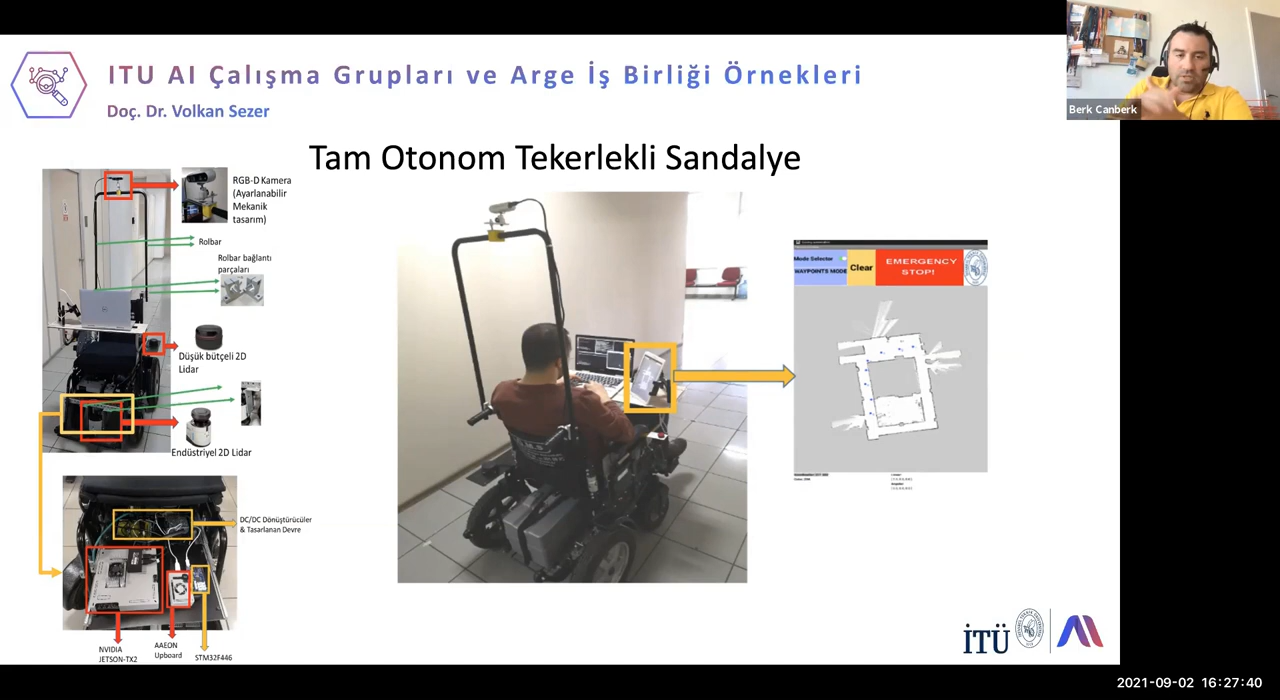 ITU AI Çalışma Grupları ve Arge İş Birliği Örnekleri
Doç. Dr. Volkan Sezer
Berk Canberk
Tam Otonom Tekerlekli Sandalye
RGB-D Kamera
(Ayarlanabilir
Mekanik
tasarım)
Rolbar
Rolbar bağlantı
parçaları
Düşük bütçeli 2D
Lidar
Endüstriyel 2D Lidar
DC/DC Dönüştürücüler
& Tasarlanan Devre
NVIDIA
JETSON-TX2
AAEON
Upboard
STM32F446
Mode Selector
WAYPOINTS MODE
Clear
EMERGENCY
STOP!
İTÜ
2021-09-02 16:27:40